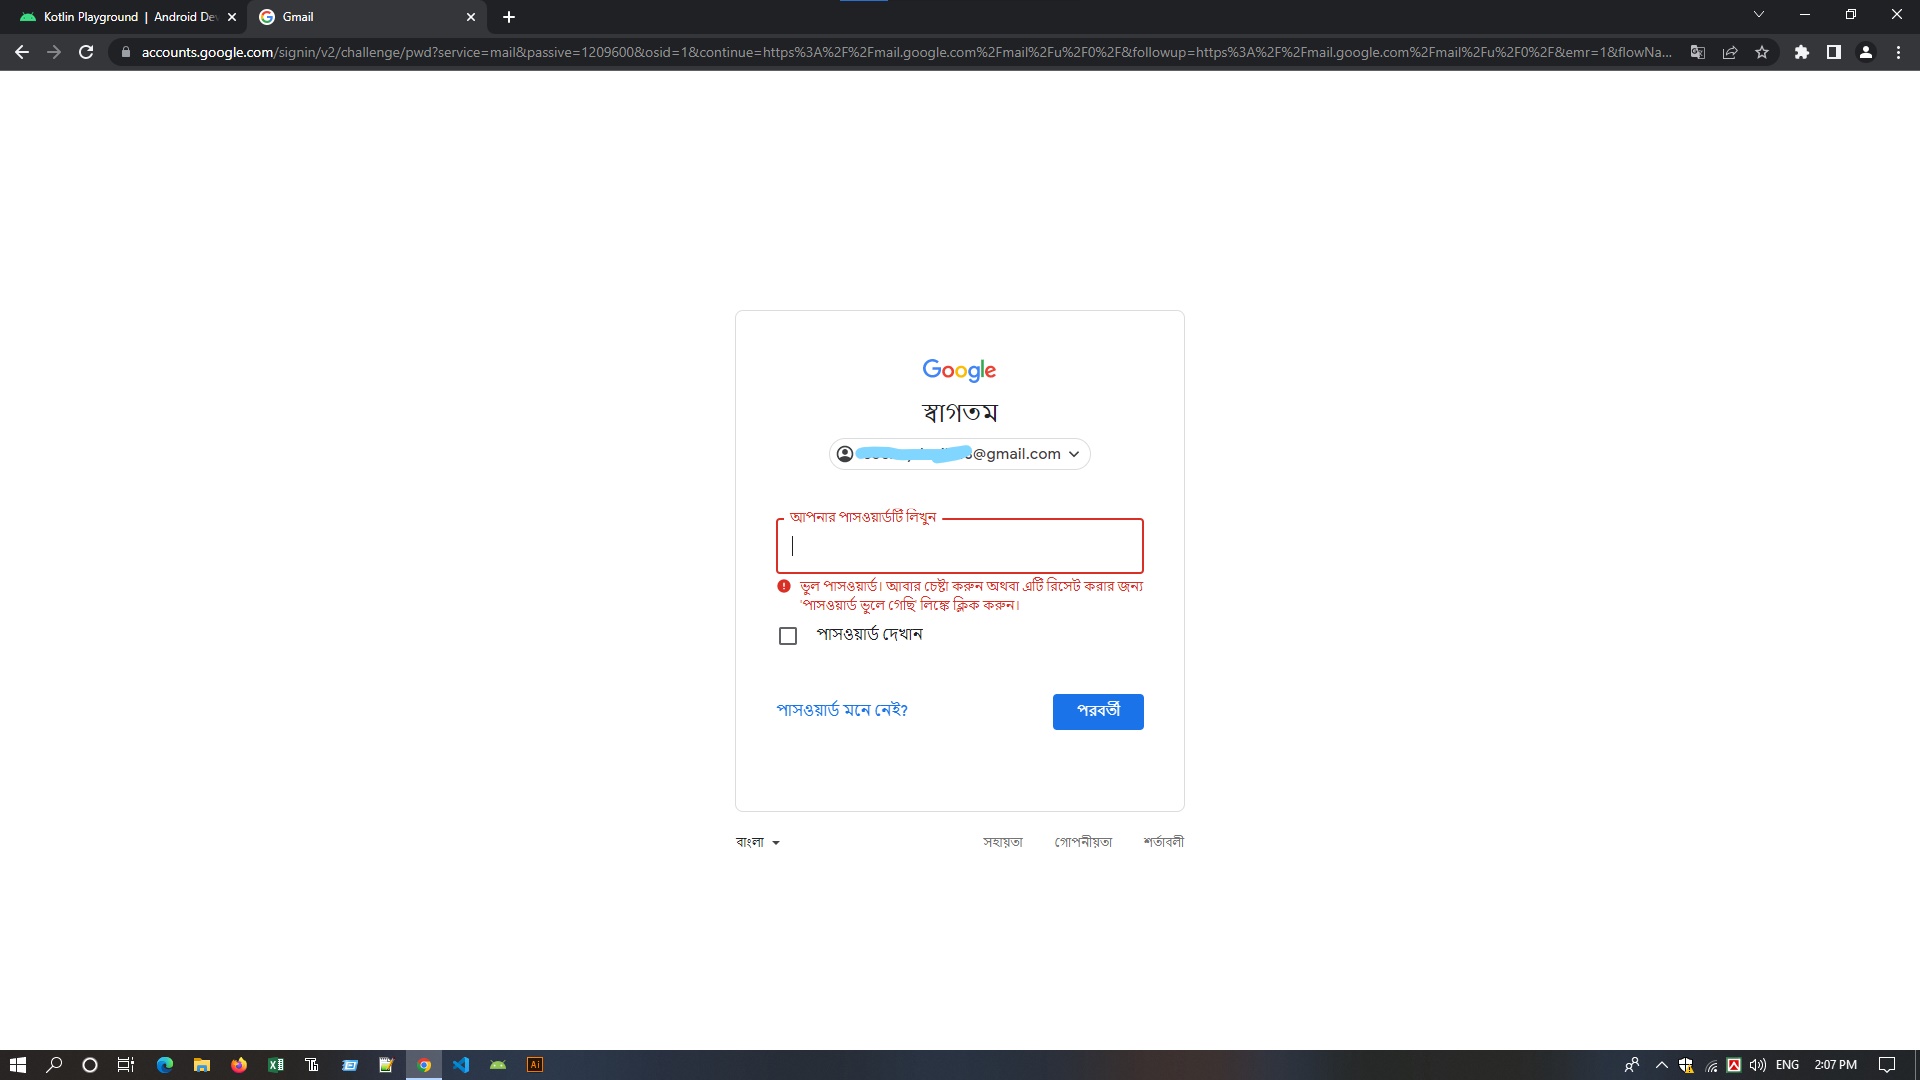 Kotlin Playground | Android De
Gmail
accounts.google.com/signin/v2/challenge/pwd?service=mail&passive=1209600&osid=1&continue=https%3A%2F%2Fmail.google.com%2Fmail%2Fu%2F0%2F&followup=https%3A%2F%2Fmail.google.com%2Fmail%2Fu%2F0%2F&emr=1&flowNa...
Google
স্বাগতম
@gmail.com
আপনার পাসওয়ার্ডটি লিখুন
ভুল পাসওয়ার্ড। আবার চেষ্টা করুন অথবা এটি রিসেট করার জন্য
'পাসওয়ার্ড ভুলে গেছি' লিঙ্কে ক্লিক করুন।
পাসওয়ার্ড দেখান
পাসওয়ার্ড মনে নেই?
পরবর্তী
বাংলা
সহায়তা গোপনীয়তা শর্তাবলী
Ai
ENG 2:07 PM